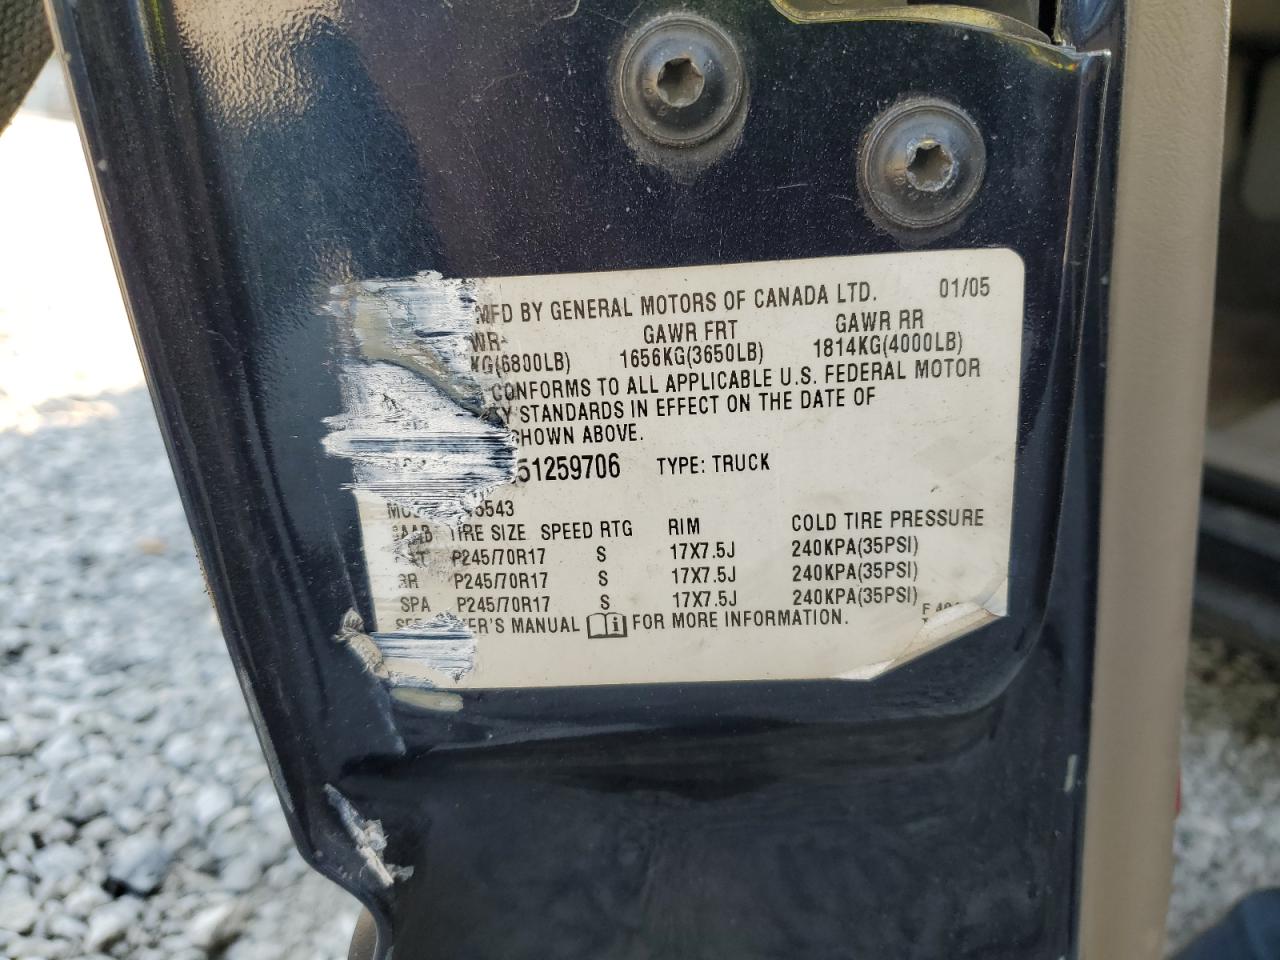 MFD BY GENERAL MOTORS OF CANADA LTD. 01/05
GAWR FRT GAWR RR
KG(6800LB) 1656KG(3650LB) 1814KG(4000LB)
CONFORMS TO ALL APPLICABLE U.S. FEDERAL MOTOR
STANDARDS IN EFFECT ON THE DATE OF
SHOWN ABOVE.
51259706 TYPE: TRUCK
5543
TIRE SIZE SPEED RTG RIM COLD TIRE PRESSURE
P245/70R17 S 17X7.5J 240KPA(35PSI)
RR P245/70R17 S 17X7.5J 240KPA(35PSI)
SPA P245/70R17 S 17X7.5J 240KPA(35PSI)
MANUAL FOR MORE INFORMATION.